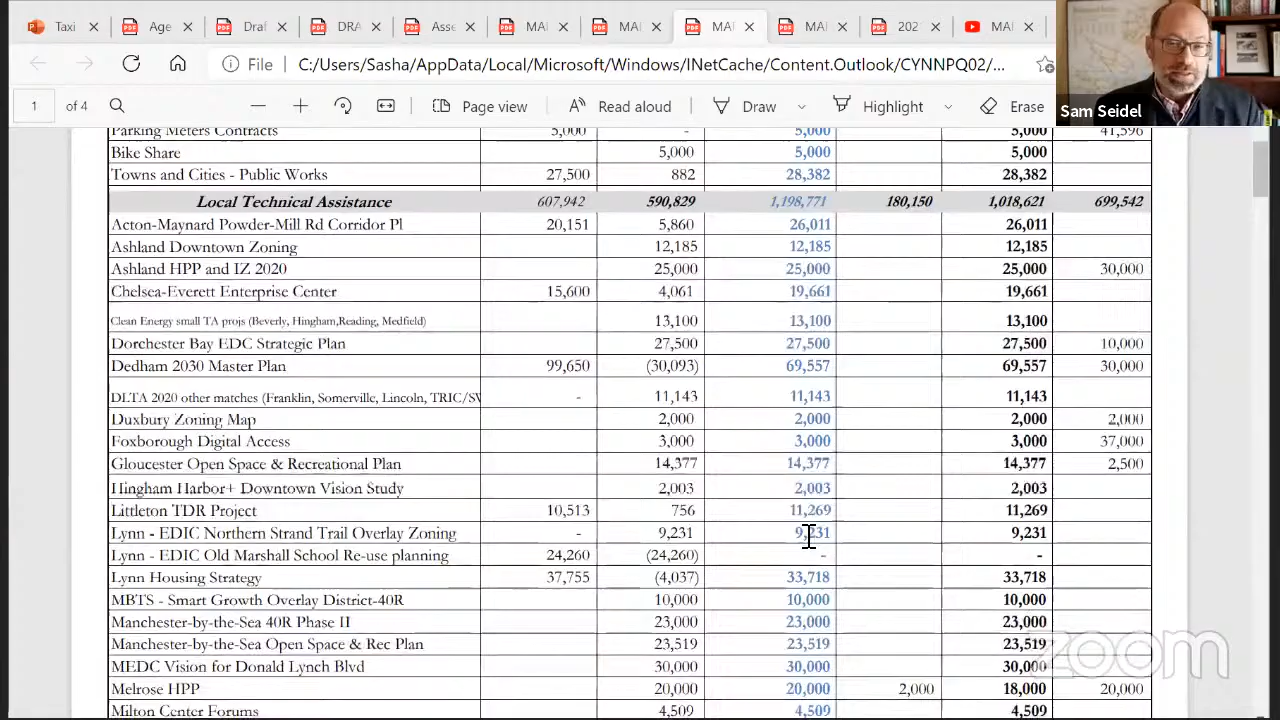 Taxi
Age
Draf
DRA
Asse
MAI
MAI
MAI
MAI
202
MAI
File
C:/Users/Sasha/AppData/Local/Microsoft/Windows/INetCache/Content.Outlook/CYNNPQ02/...
1 of 4
Page view
Read aloud
Draw
Highlight
Erase
Sam Seidel
Parking Meters Contracts 5,000 - 5,000 5,000 41,596
Bike Share 5,000 5,000 5,000
Towns and Cities - Public Works 27,500 882 28,382 28,382
Local Technical Assistance 607,942 590,829 1,198,771 180,150 1,018,621 699,542
Acton-Maynard Powder-Mill Rd Corridor Pl 20,151 5,860 26,011 26,011
Ashland Downtown Zoning 12,185 12,185 12,185
Ashland HPP and IZ 2020 25,000 25,000 25,000 30,000
Chelsea-Everett Enterprise Center 15,600 4,061 19,661 19,661
Clean Energy small TA projs (Beverly, Hingham,Reading, Medfield) 13,100 13,100 13,100
Dorchester Bay EDC Strategic Plan 27,500 27,500 27,500 10,000
Dedham 2030 Master Plan 99,650 (30,093) 69,557 69,557 30,000
DLTA 2020 other matches (Franklin, Somerville, Lincoln, TRIC/SW - 11,143 11,143 11,143
Duxbury Zoning Map 2,000 2,000 2,000 2,000
Foxborough Digital Access 3,000 3,000 3,000 37,000
Gloucester Open Space & Recreational Plan 14,377 14,377 14,377 2,500
Hingham Harbor+ Downtown Vision Study 2,003 2,003 2,003
Littleton TDR Project 10,513 756 11,269 11,269
Lynn - EDIC Northern Strand Trail Overlay Zoning - 9,231 9,231 9,231
Lynn - EDIC Old Marshall School Re-use planning 24,260 (24,260) - -
Lynn Housing Strategy 37,755 (4,037) 33,718 33,718
MBTS - Smart Growth Overlay District-40R 10,000 10,000 10,000
Manchester-by-the-Sea 40R Phase II 23,000 23,000 23,000
Manchester-by-the-Sea Open Space & Rec Plan 23,519 23,519 23,519
MEDC Vision for Donald Lynch Blvd 30,000 30,000 30,000
Melrose HPP 20,000 20,000 2,000 18,000 20,000
Milton Center Forums 4,509 4,509 4,509
zoom